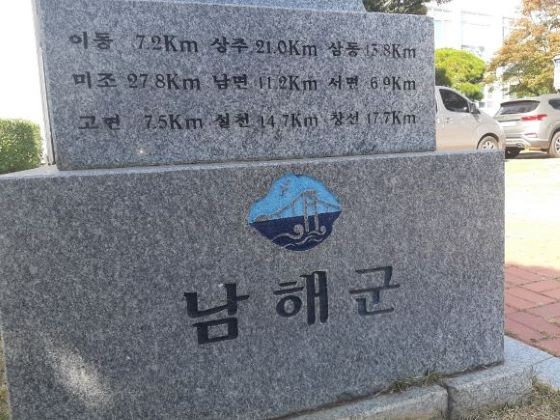 이동 7.2Km 상주 21.0Km 삼동 15.8Km
미조 27.8Km 남면 11.2Km 서면 6.9Km
고현 7.5Km 설천 14.7Km 창선 17.7Km
남해군